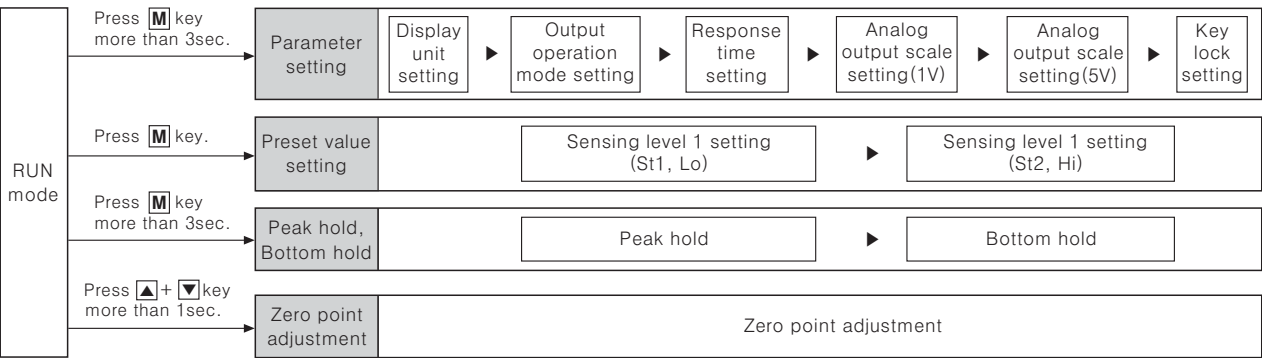 RUN
mode
Press M key
more than 3sec.
Parameter
setting
Display
unit
setting
▶
Output
operation
mode setting
▶
Response
time
setting
▶
Analog
output scale
setting(1V)
▶
Analog
output scale
setting(5V)
▶
Key
lock
setting
Press M key.
Preset value
setting
Sensing level 1 setting
(St1, Lo)
▶
Sensing level 1 setting
(St2, Hi)
Press M key
more than 3sec.
Peak hold,
Bottom hold
Peak hold
▶
Bottom hold
Press ▲+ ▼ key
more than 1sec.
Zero point
adjustment
Zero point adjustment